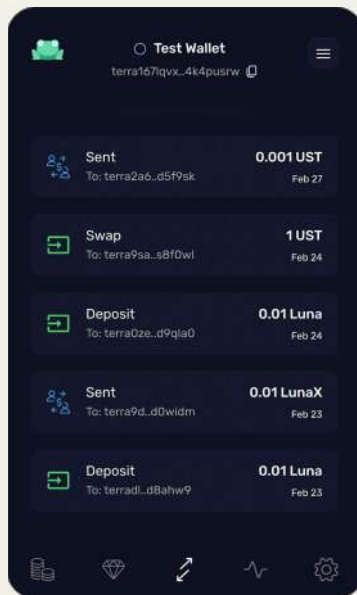 Test Wallet
terra167lqvx..4k4pusrw
Sent 0.001 UST
To: terra2a6..d5f9sk Feb 27
Swap 1 UST
To: terra9sa..s8f0wl Feb 24
Deposit 0.01 Luna
To: terra0ze..d9qla0 Feb 24
Sent 0.01 LunaX
To: terra9d..d0widm Feb 23
Deposit 0.01 Luna
To: terradl..d8ahw9 Feb 23